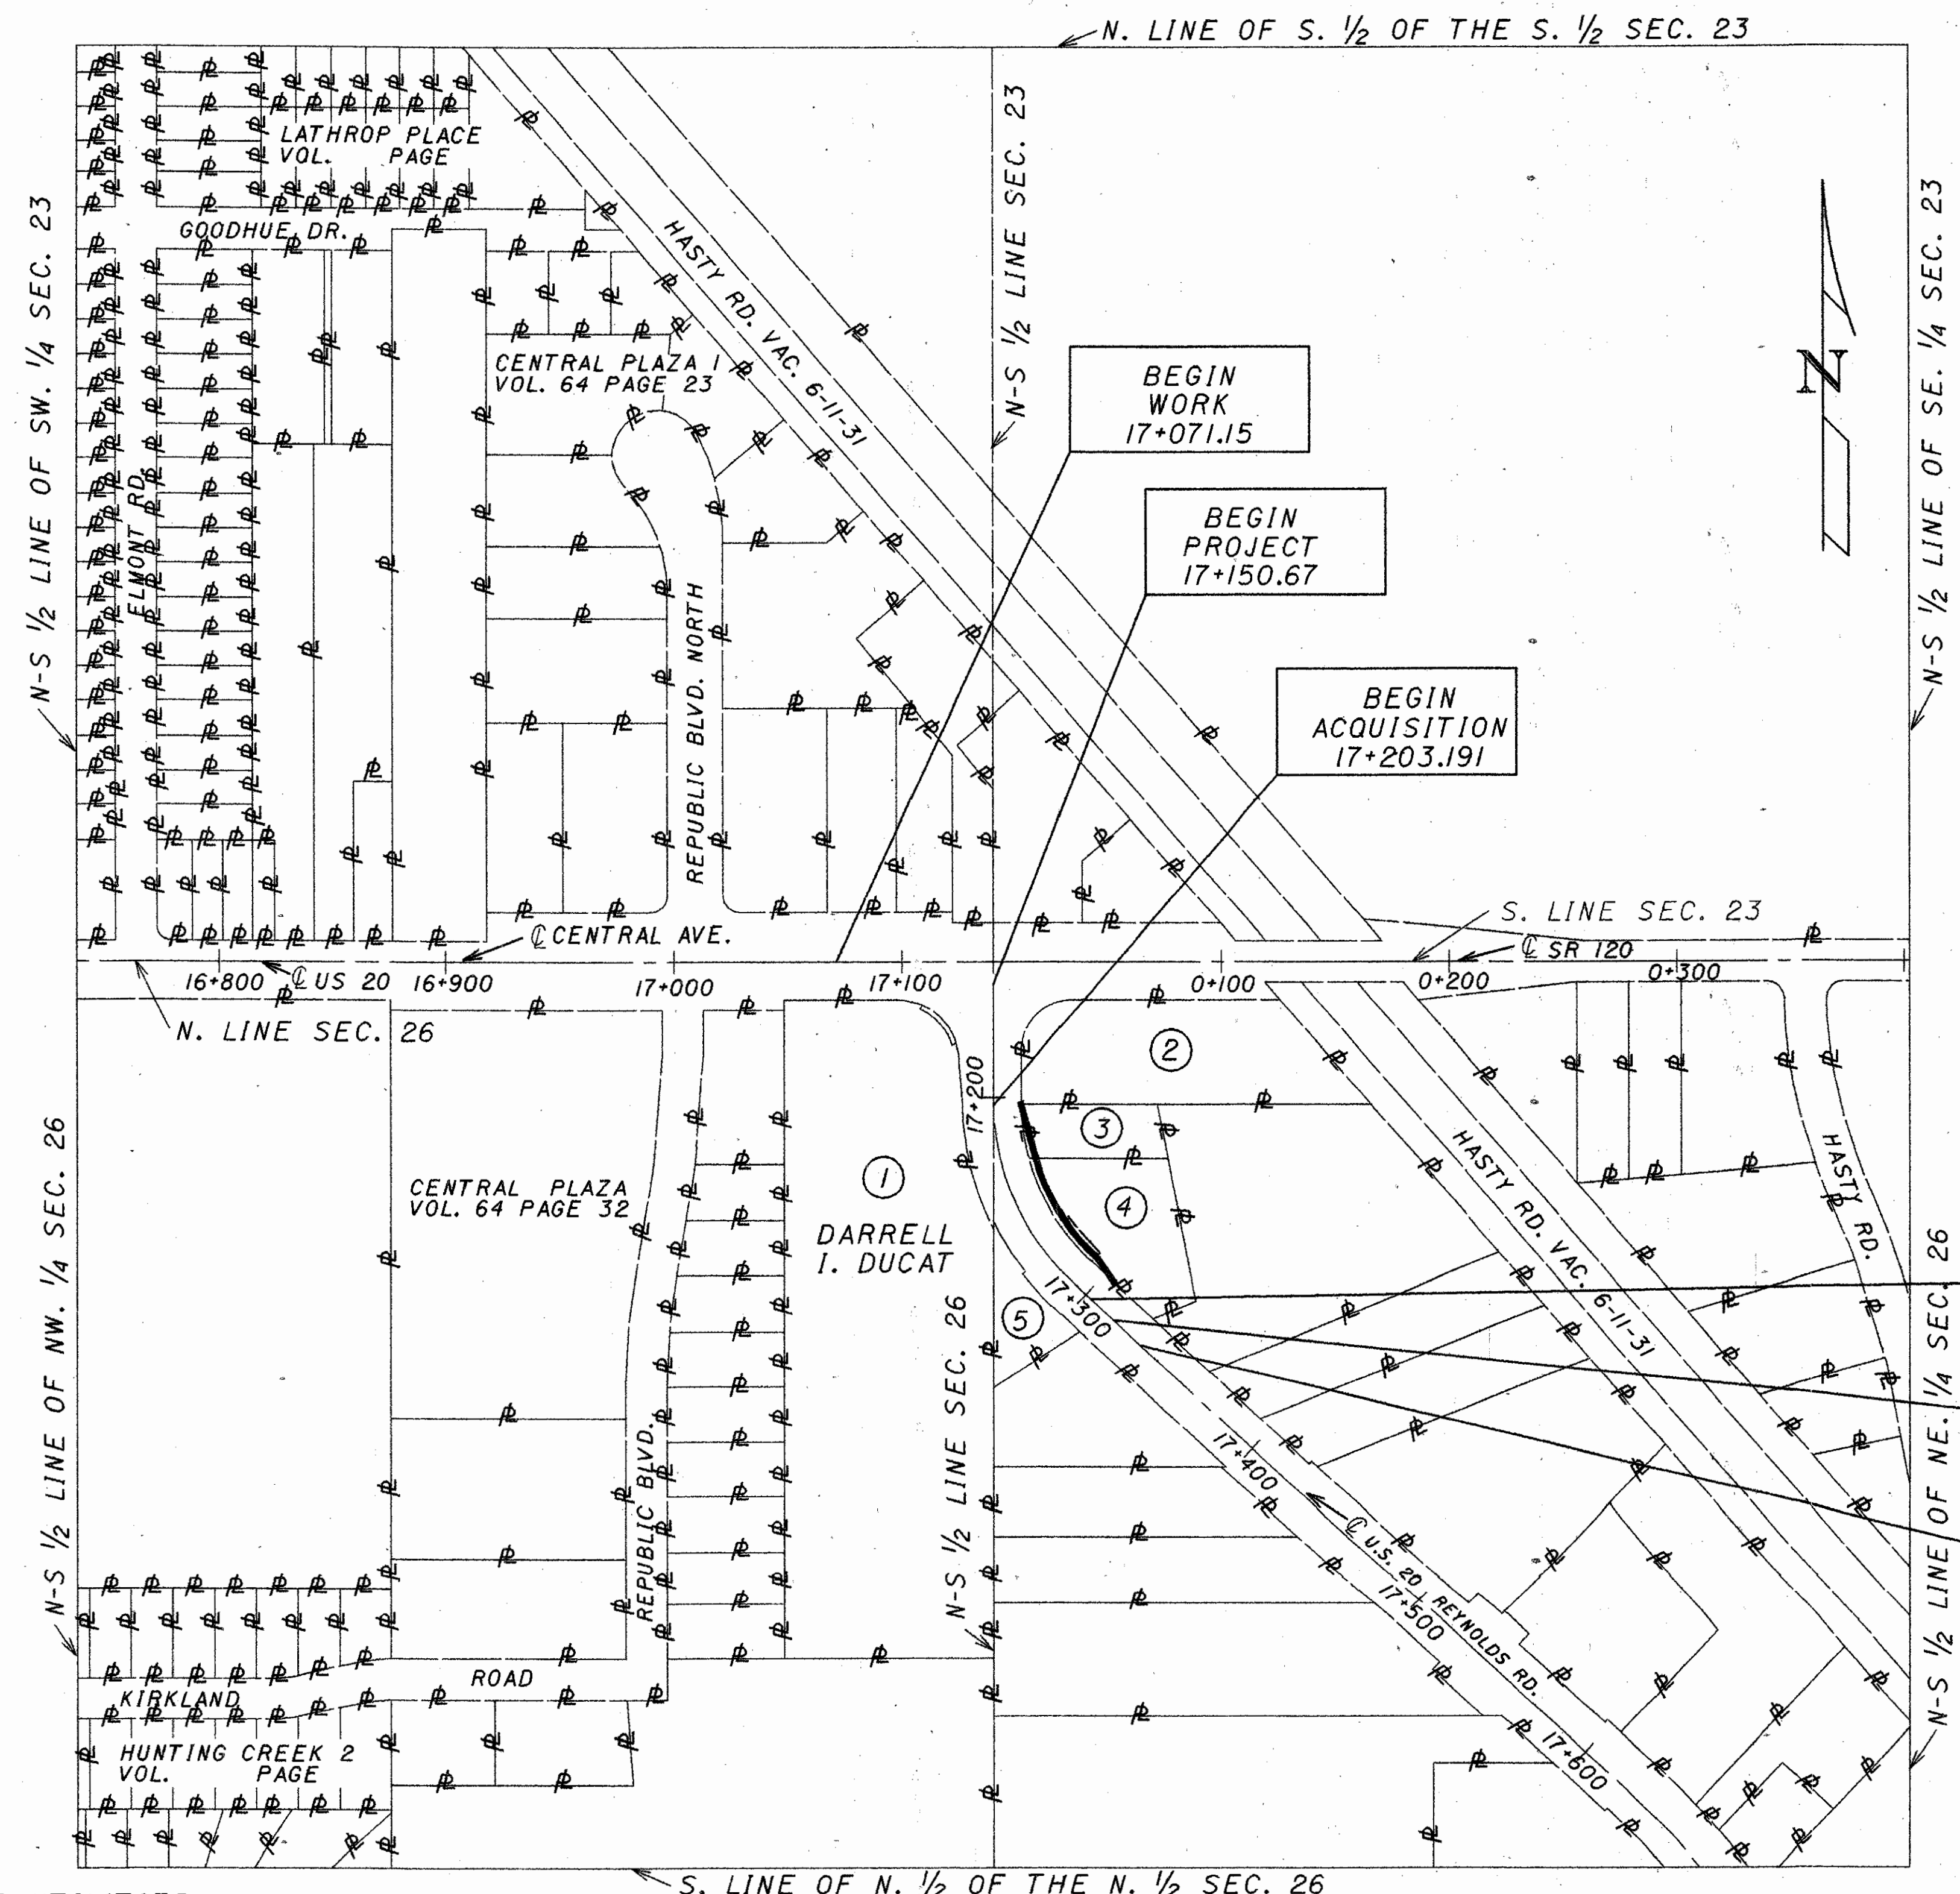 N. LINE OF S. 1/2 OF THE S. 1/2 SEC. 23
LATHROP PLACE
VOL. PAGE
GOODHUE DR.
N-S 1/2 LINE OF SW. 1/4 SEC. 23
ELMONT RD.
HASTY RD. VAC. 6-11-31
CENTRAL PLAZA 1
VOL. 64 PAGE 23
REPUBLIC BLVD. NORTH
N-S 1/2 LINE SEC. 23
BEGIN
WORK
17+071.15
BEGIN
PROJECT
17+150.67
BEGIN
ACQUISITION
17+203.191
N
N-S 1/2 LINE OF SE. 1/4 SEC. 23
S. LINE SEC. 23
℄ CENTRAL AVE.
℄ SR 120
16+800
℄ US 20
16+900
17+000
17+100
0+100
0+200
0+300
N. LINE SEC. 26
17+200
N-S 1/2 LINE OF NW. 1/4 SEC. 26
CENTRAL PLAZA
VOL. 64 PAGE 32
1
DARRELL
I. DUCAT
2
3
4
5
17+300
HASTY RD. VAC. 6-11-31
HASTY RD.
REPUBLIC BLVD.
N-S 1/2 LINE SEC. 26
17+400
℄ U.S. 20 REYNOLDS RD.
17+500
17+600
N-S 1/2 LINE OF NE. 1/4 SEC. 26
KIRKLAND ROAD
HUNTING CREEK 2
VOL. PAGE
S. LINE OF N. 1/2 OF THE N. 1/2 SEC. 26